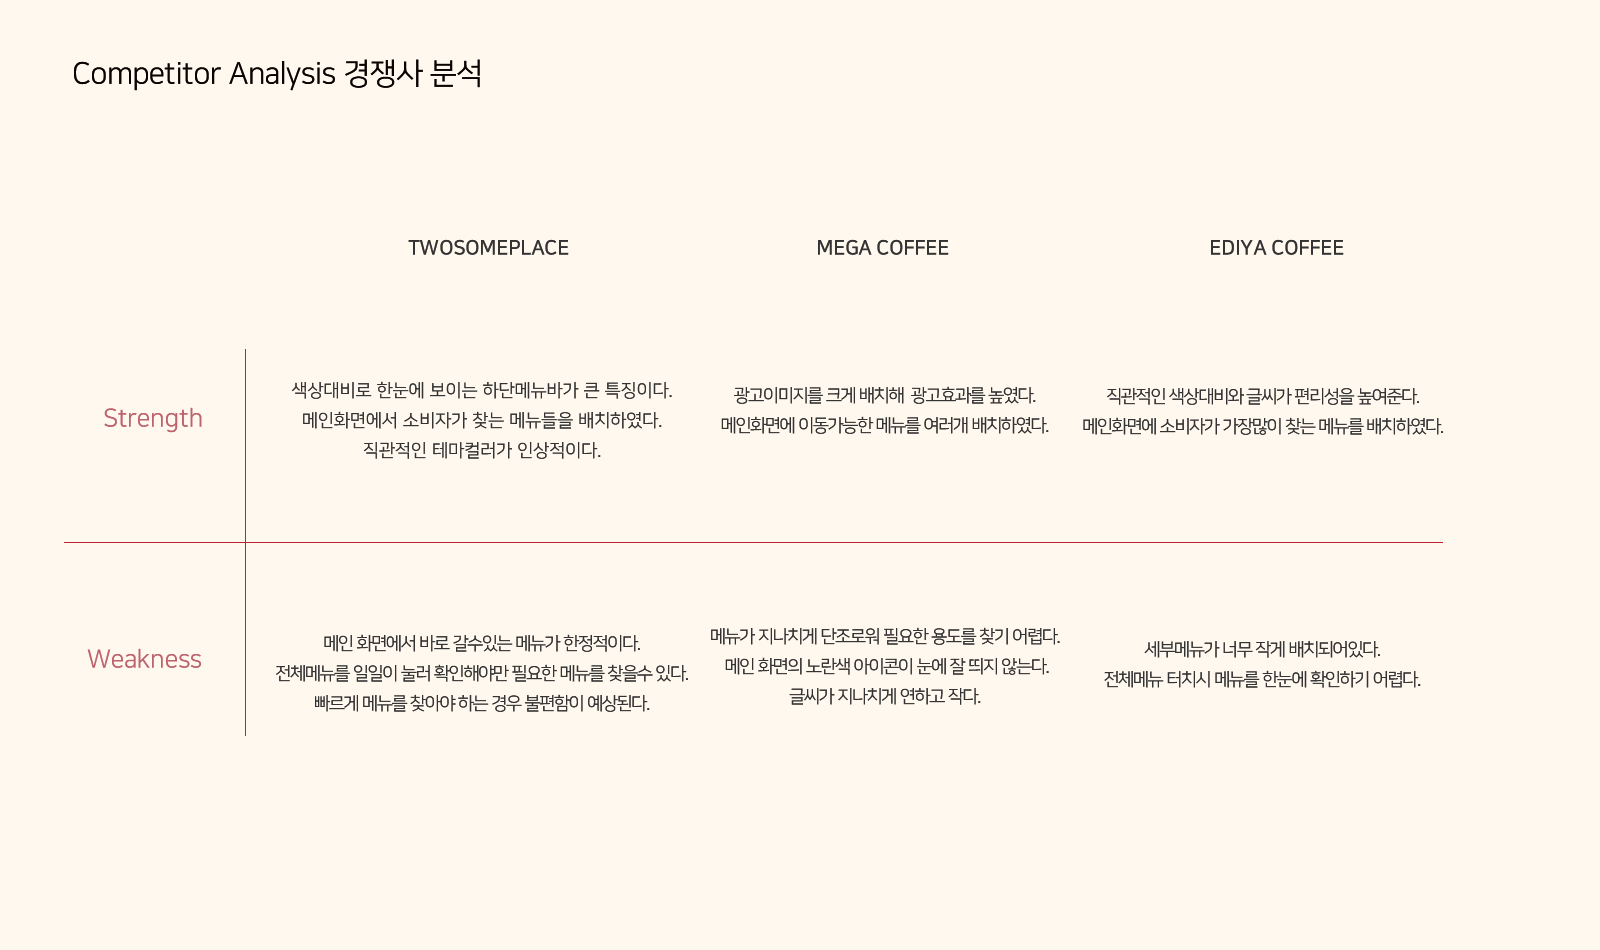 Competitor Analysis 경쟁사 분석
TWOSOMEPLACE
MEGA COFFEE
EDIYA COFFEE
Strength
색상대비로 한눈에 보이는 하단메뉴바가 큰 특징이다.
메인화면에서 소비자가 찾는 메뉴들을 배치하였다.
직관적인 테마컬러가 인상적이다.
광고이미지를 크게 배치해 광고효과를 높였다.
메인화면에 이동가능한 메뉴를 여러개 배치하였다.
직관적인 색상대비와 글씨가 편리성을 높여준다.
메인화면에 소비자가 가장많이 찾는 메뉴를 배치하였다.
Weakness
메인 화면에서 바로 갈수있는 메뉴가 한정적이다.
전체메뉴를 일일이 눌러 확인해야만 필요한 메뉴를 찾을수 있다.
빠르게 메뉴를 찾아야 하는 경우 불편함이 예상된다.
메뉴가 지나치게 단조로워 필요한 용도를 찾기 어렵다.
메인 화면의 노란색 아이콘이 눈에 잘 띄지 않는다.
글씨가 지나치게 연하고 작다.
세부메뉴가 너무 작게 배치되어있다.
전체메뉴 터치시 메뉴를 한눈에 확인하기 어렵다.